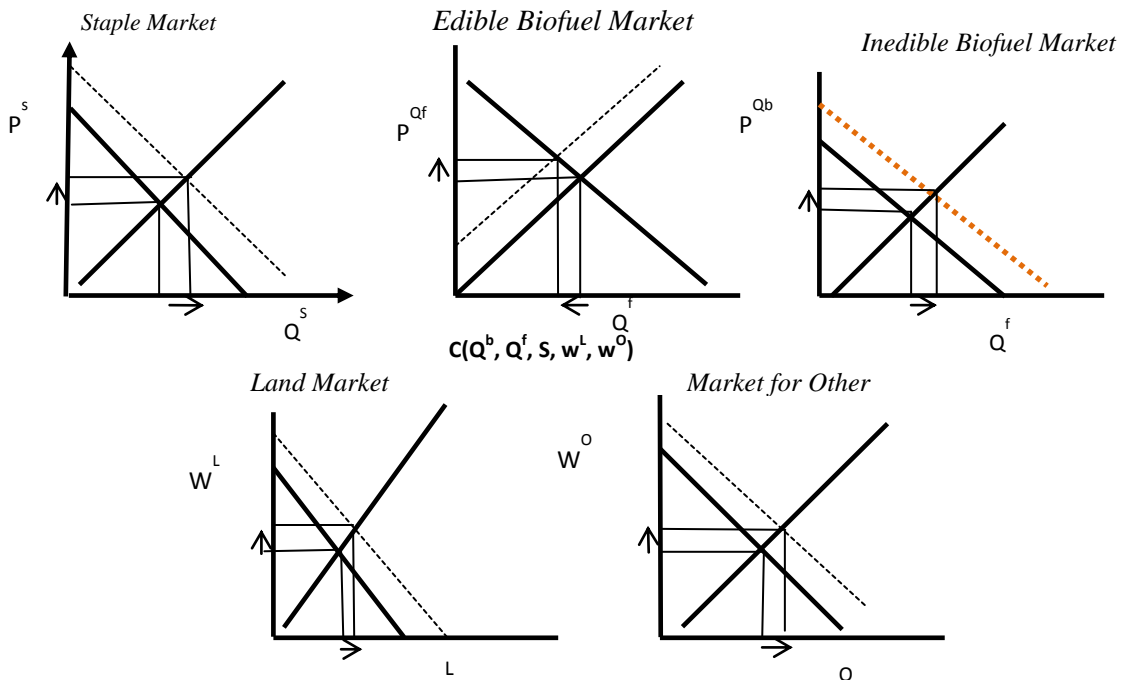 Staple Market
Edible Biofuel Market
Inedible Biofuel Market
P^s
P^Qf
P^Qb
Q^s
Q^f
Q^f
C(Q^b, Q^f, S, w^L, w^O)
Land Market
Market for Other
W^L
W^O
L
O